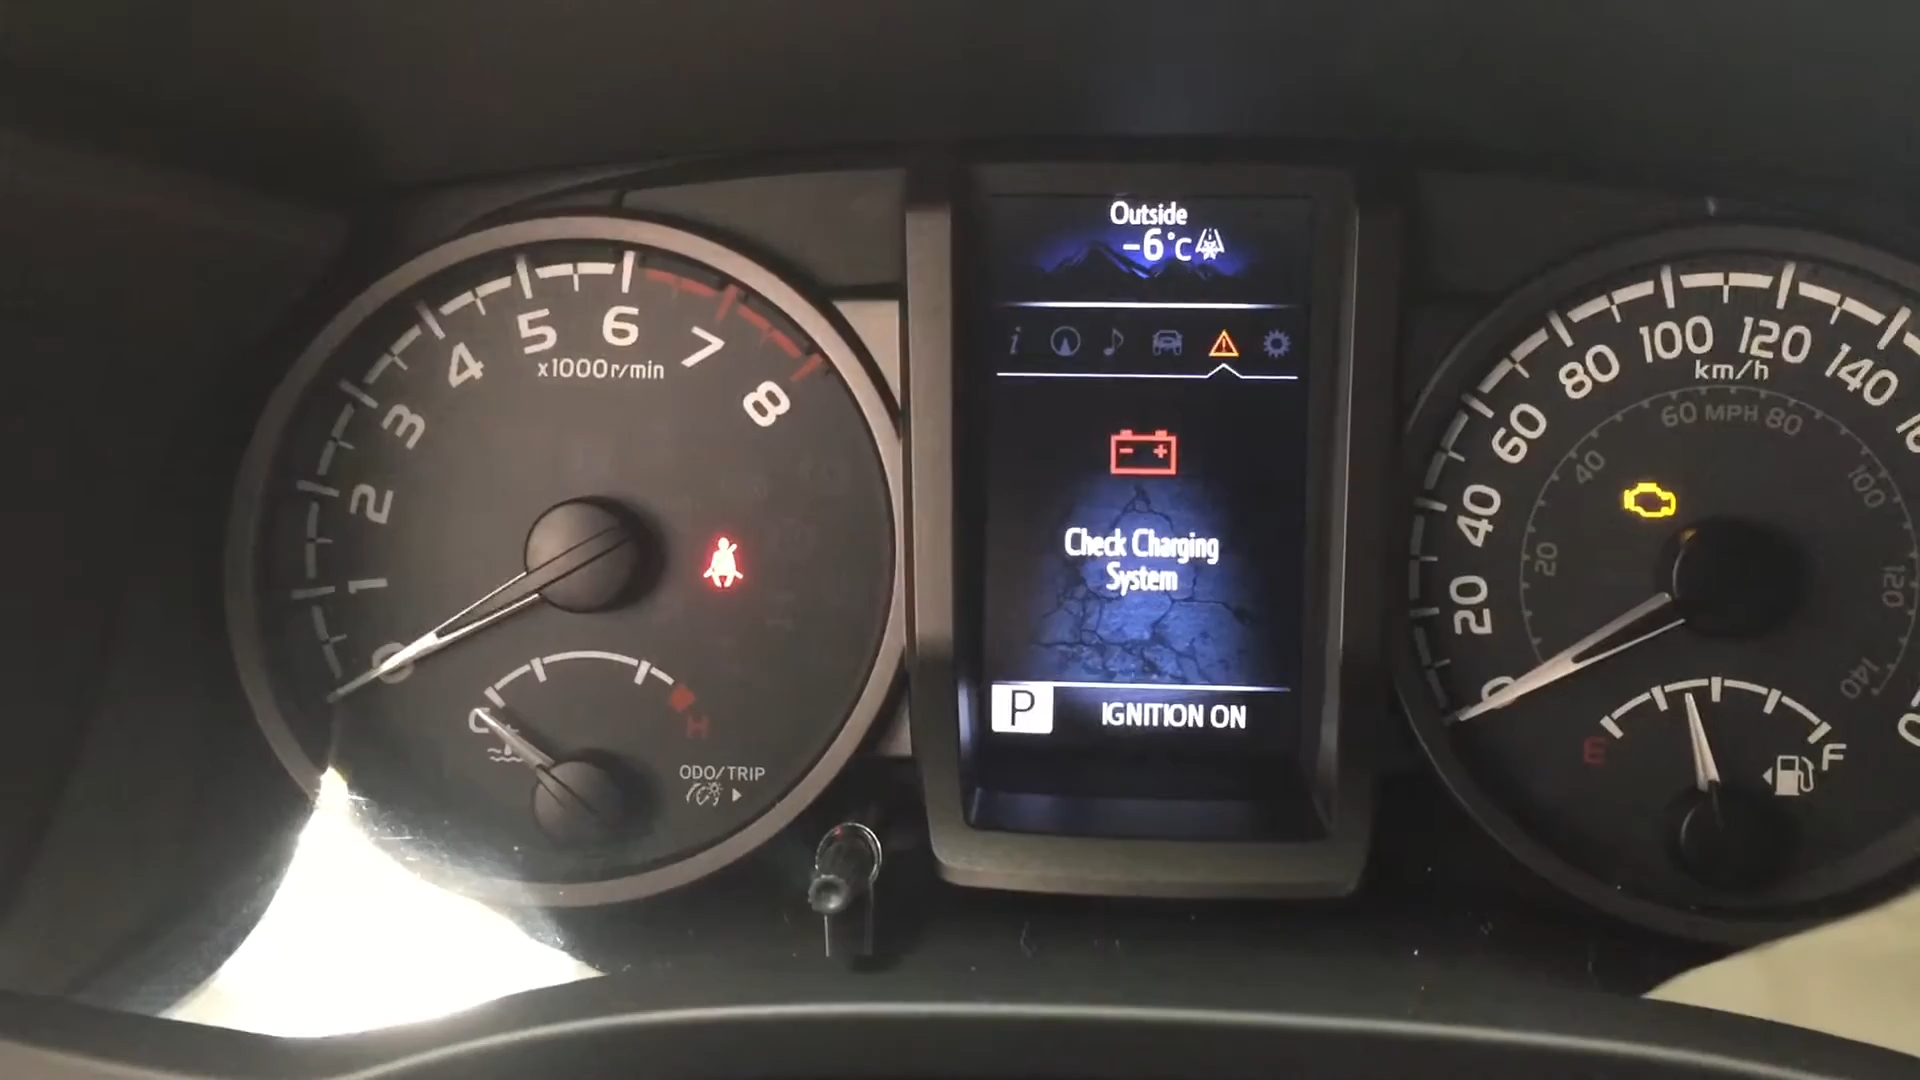 Outside
-6°C
i
8
7
6
5
4
3
2
1
0
x1000r/min
C
H
ODO/TRIP
- +
Check Charging
System
P
IGNITION ON
0
20
40
60
80
100
120
140
km/h
20
40
60 MPH 80
100
120
140
E
F